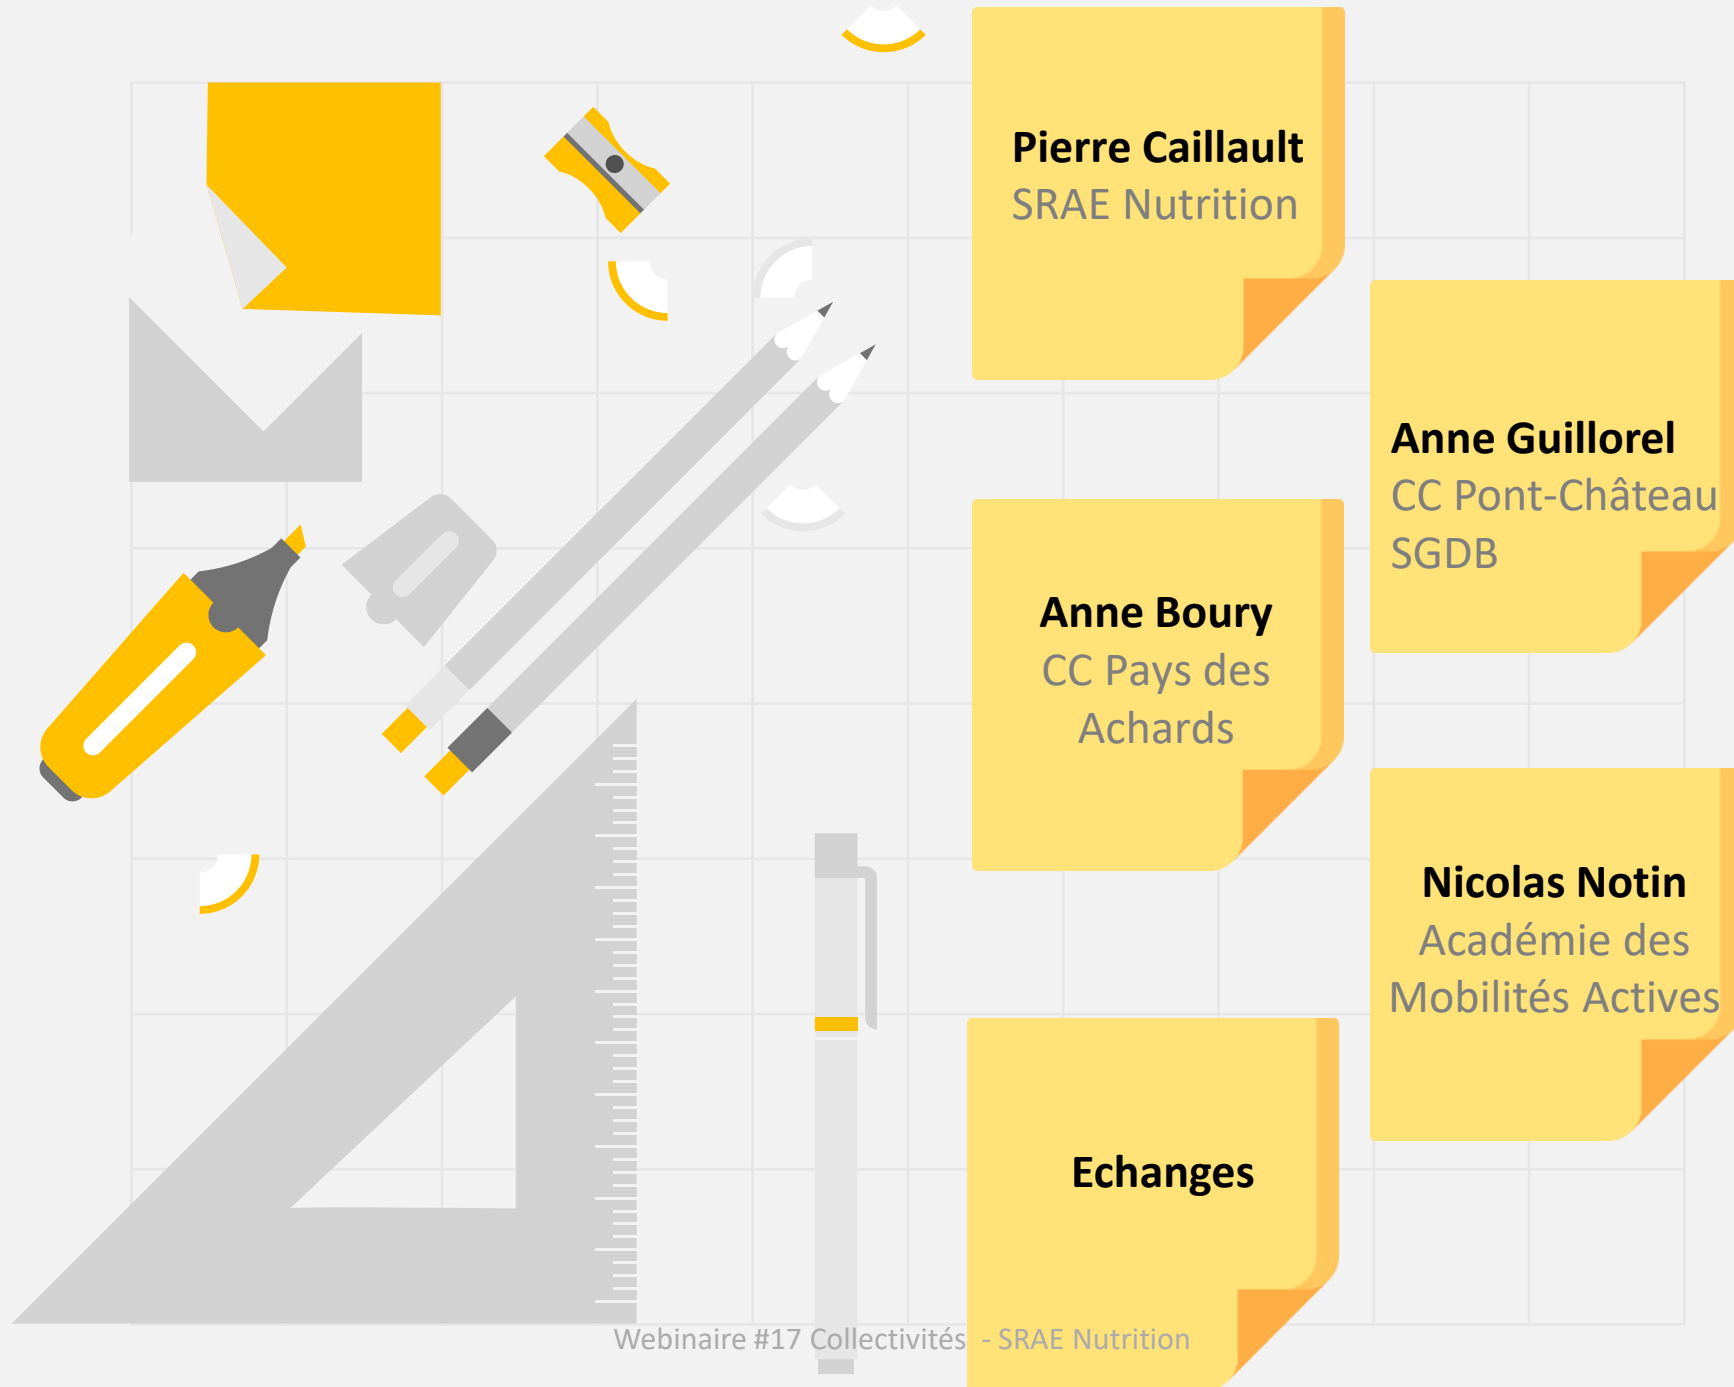 Pierre Caillault
SRAE Nutrition
Anne Guillorel
CC Pont-Château
SGDB
Anne Boury
CC Pays des
Achards
Nicolas Notin
Académie des
Mobilités Actives
Echanges
Webinaire #17 Collectivités - SRAE Nutrition